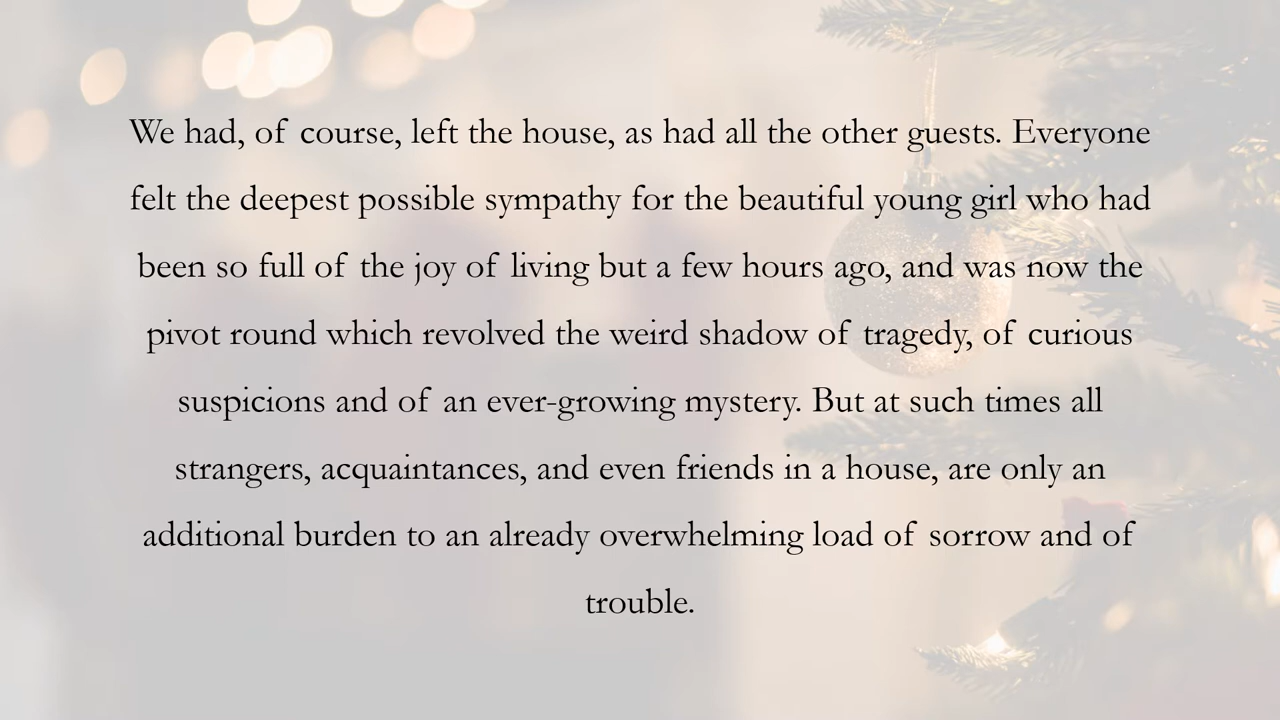 We had, of course, left the house, as had all the other guests. Everyone
felt the deepest possible sympathy for the beautiful young girl who had
been so full of the joy of living but a few hours ago, and was now the
pivot round which revolved the weird shadow of tragedy, of curious
suspicions and of an ever-growing mystery. But at such times all
strangers, acquaintances, and even friends in a house, are only an
additional burden to an already overwhelming load of sorrow and of
trouble.